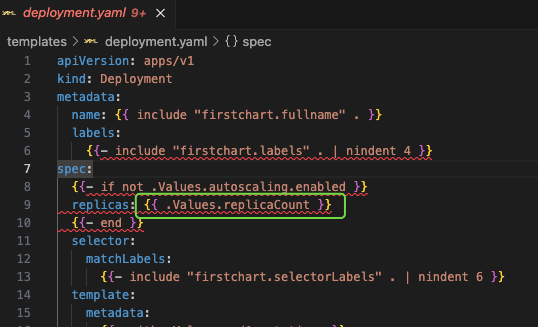 deployment.yaml 9+ ×
templates > deployment.yaml > {} spec
1 apiVersion: apps/v1
2 kind: Deployment
3 metadata:
4 name: {{ include "firstchart.fullname" . }}
5 labels:
6 {{- include "firstchart.labels" . | nindent 4 }}
7 spec:
8 {{- if not .Values.autoscaling.enabled }}
9 replicas: {{ .Values.replicaCount }}
10 {{- end }}
11 selector:
12 matchLabels:
13 {{- include "firstchart.selectorLabels" . | nindent 6 }}
14 template:
15 metadata: